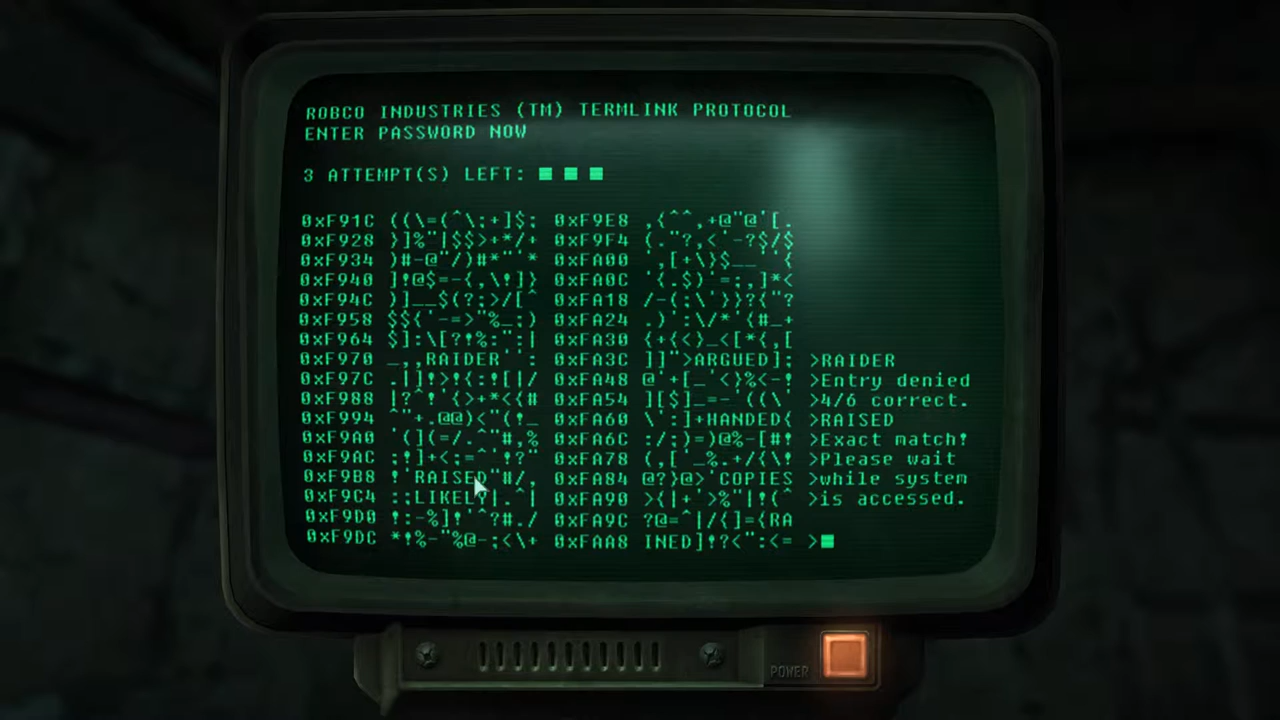 ROBCO INDUSTRIES (TM) TERMLINK PROTOCOL
ENTER PASSWORD NOW
3 ATTEMPT(S) LEFT:
0xF91C ((\=(^\:+]$: 0xF9E8 ,{^^,+@"@'[.
0xF928 }]%"|$$>+*/+ 0xF9F4 (."?,<'-?$/$
0xF934 )#-@"/)#*"'* 0xFA00 ',[+\}$__ ''{
0xF940 ]!@$=-{,\!]} 0xFA0C '{.$)'=;,]*<
0xF94C )]__$(?;>/[^ 0xFA18 /-(:\'}}?{"?
0xF958 $${'-=>"%_;) 0xFA24 .)':\/*'{#_+
0xF964 $]:\[?!%:":| 0xFA30 {+{<}_<[*{,[
0xF970 _,,RAIDER'': 0xFA3C ]]">ARGUED]; >RAIDER
0xF97C .|]!>!{:![|/ 0xFA48 @'+[_'<}%<-! >Entry denied
0xF988 |?^!'{>+*<{# 0xFA54 ][$]_=-'((\' >4/6 correct.
0xF994 ^"+.@@)<"(!_ 0xFA60 \':]+HANDED{ >RAISED
0xF9A0 '(](=/.^"#,% 0xFA6C :/;)=)@%-[#! >Exact match!
0xF9AC :!]+<;=^'!?" 0xFA78 (,['_%.+/{\! >Please wait
0xF9B8 !'RAISED"#/, 0xFA84 @?}@>'COPIES >while system
0xF9C4 :;LIKELY|.^| 0xFA90 >{|+'>%"|!(^ >is accessed.
0xF9D0 !:-%]!'^?#./ 0xFA9C ?@=^|/{]={RA
0xF9DC *!%-"%@-;<\+ 0xFAA8 INED]!?<":<= >
POWER